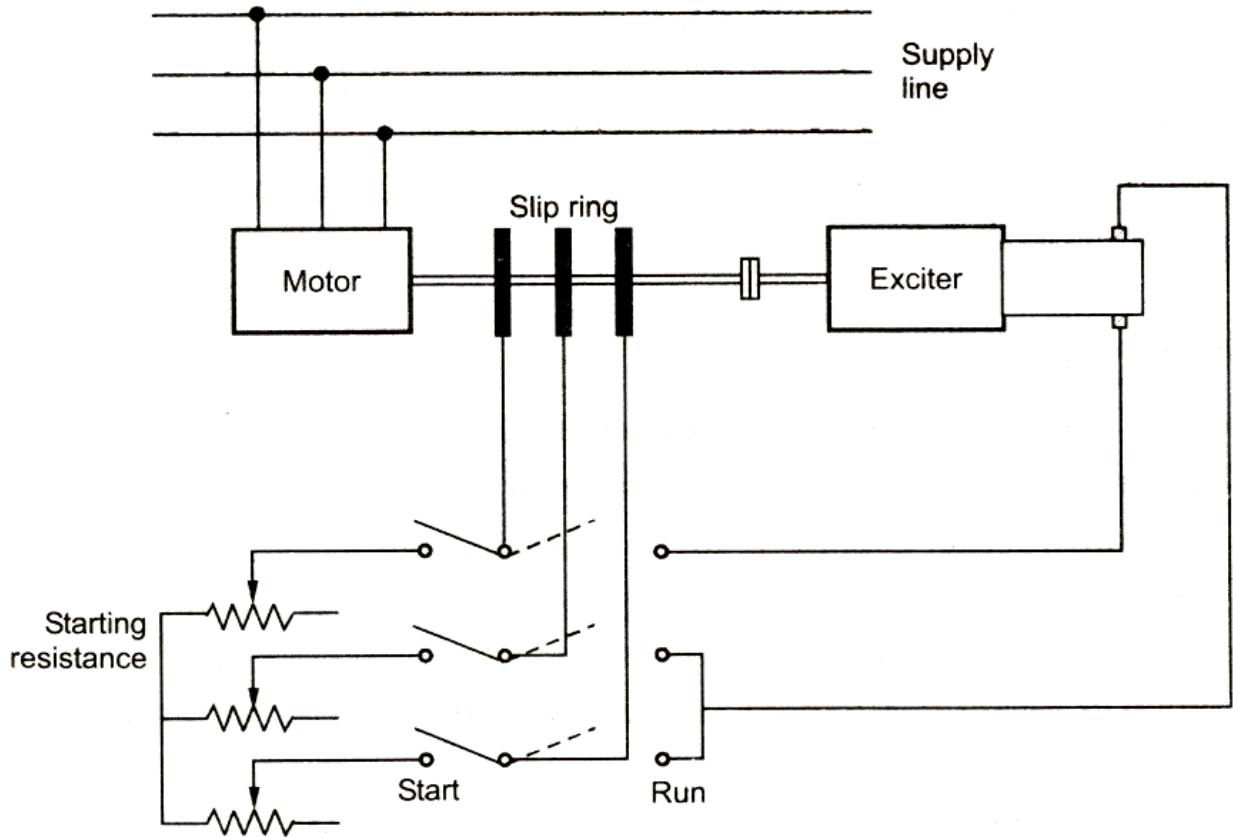 Supply
line
Slip ring
Motor
Exciter
Starting
resistance
Start
Run